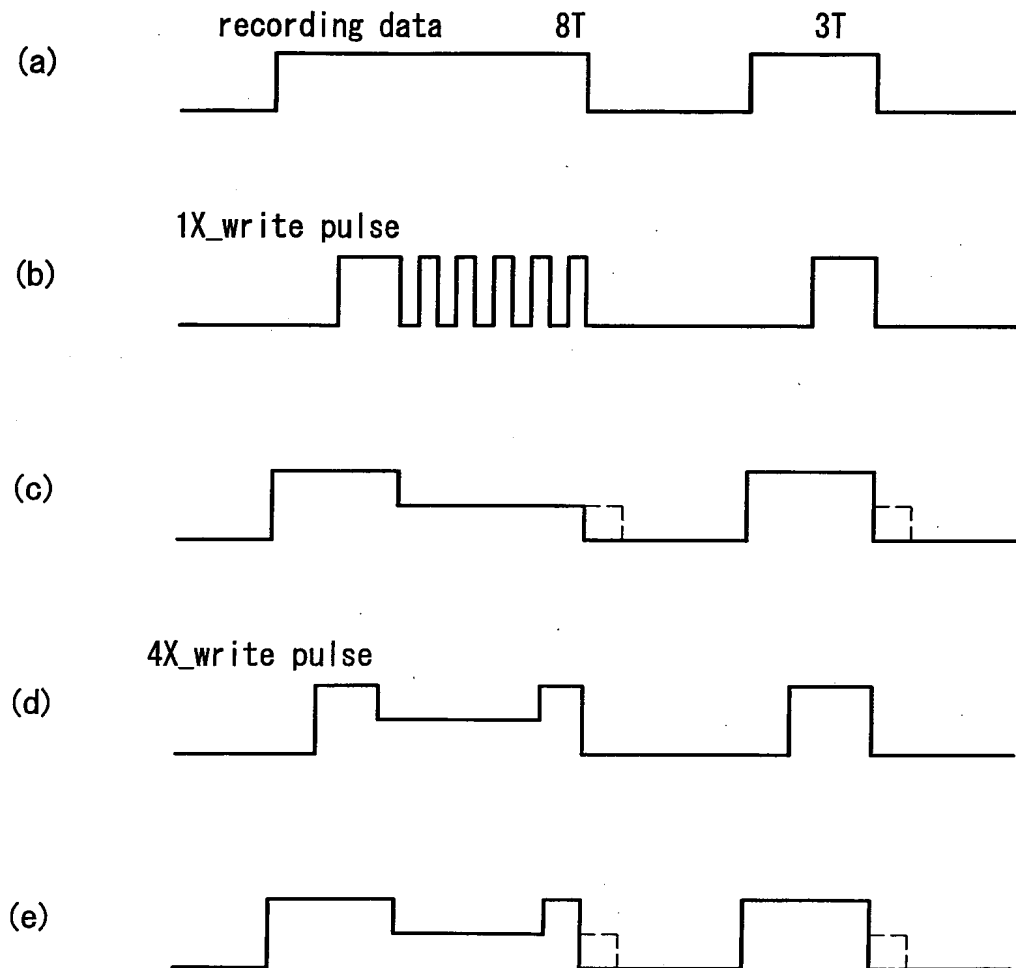 recording data 8T 3T
(a)
1X_write pulse
(b)
(c)
4X_write pulse
(d)
(e)